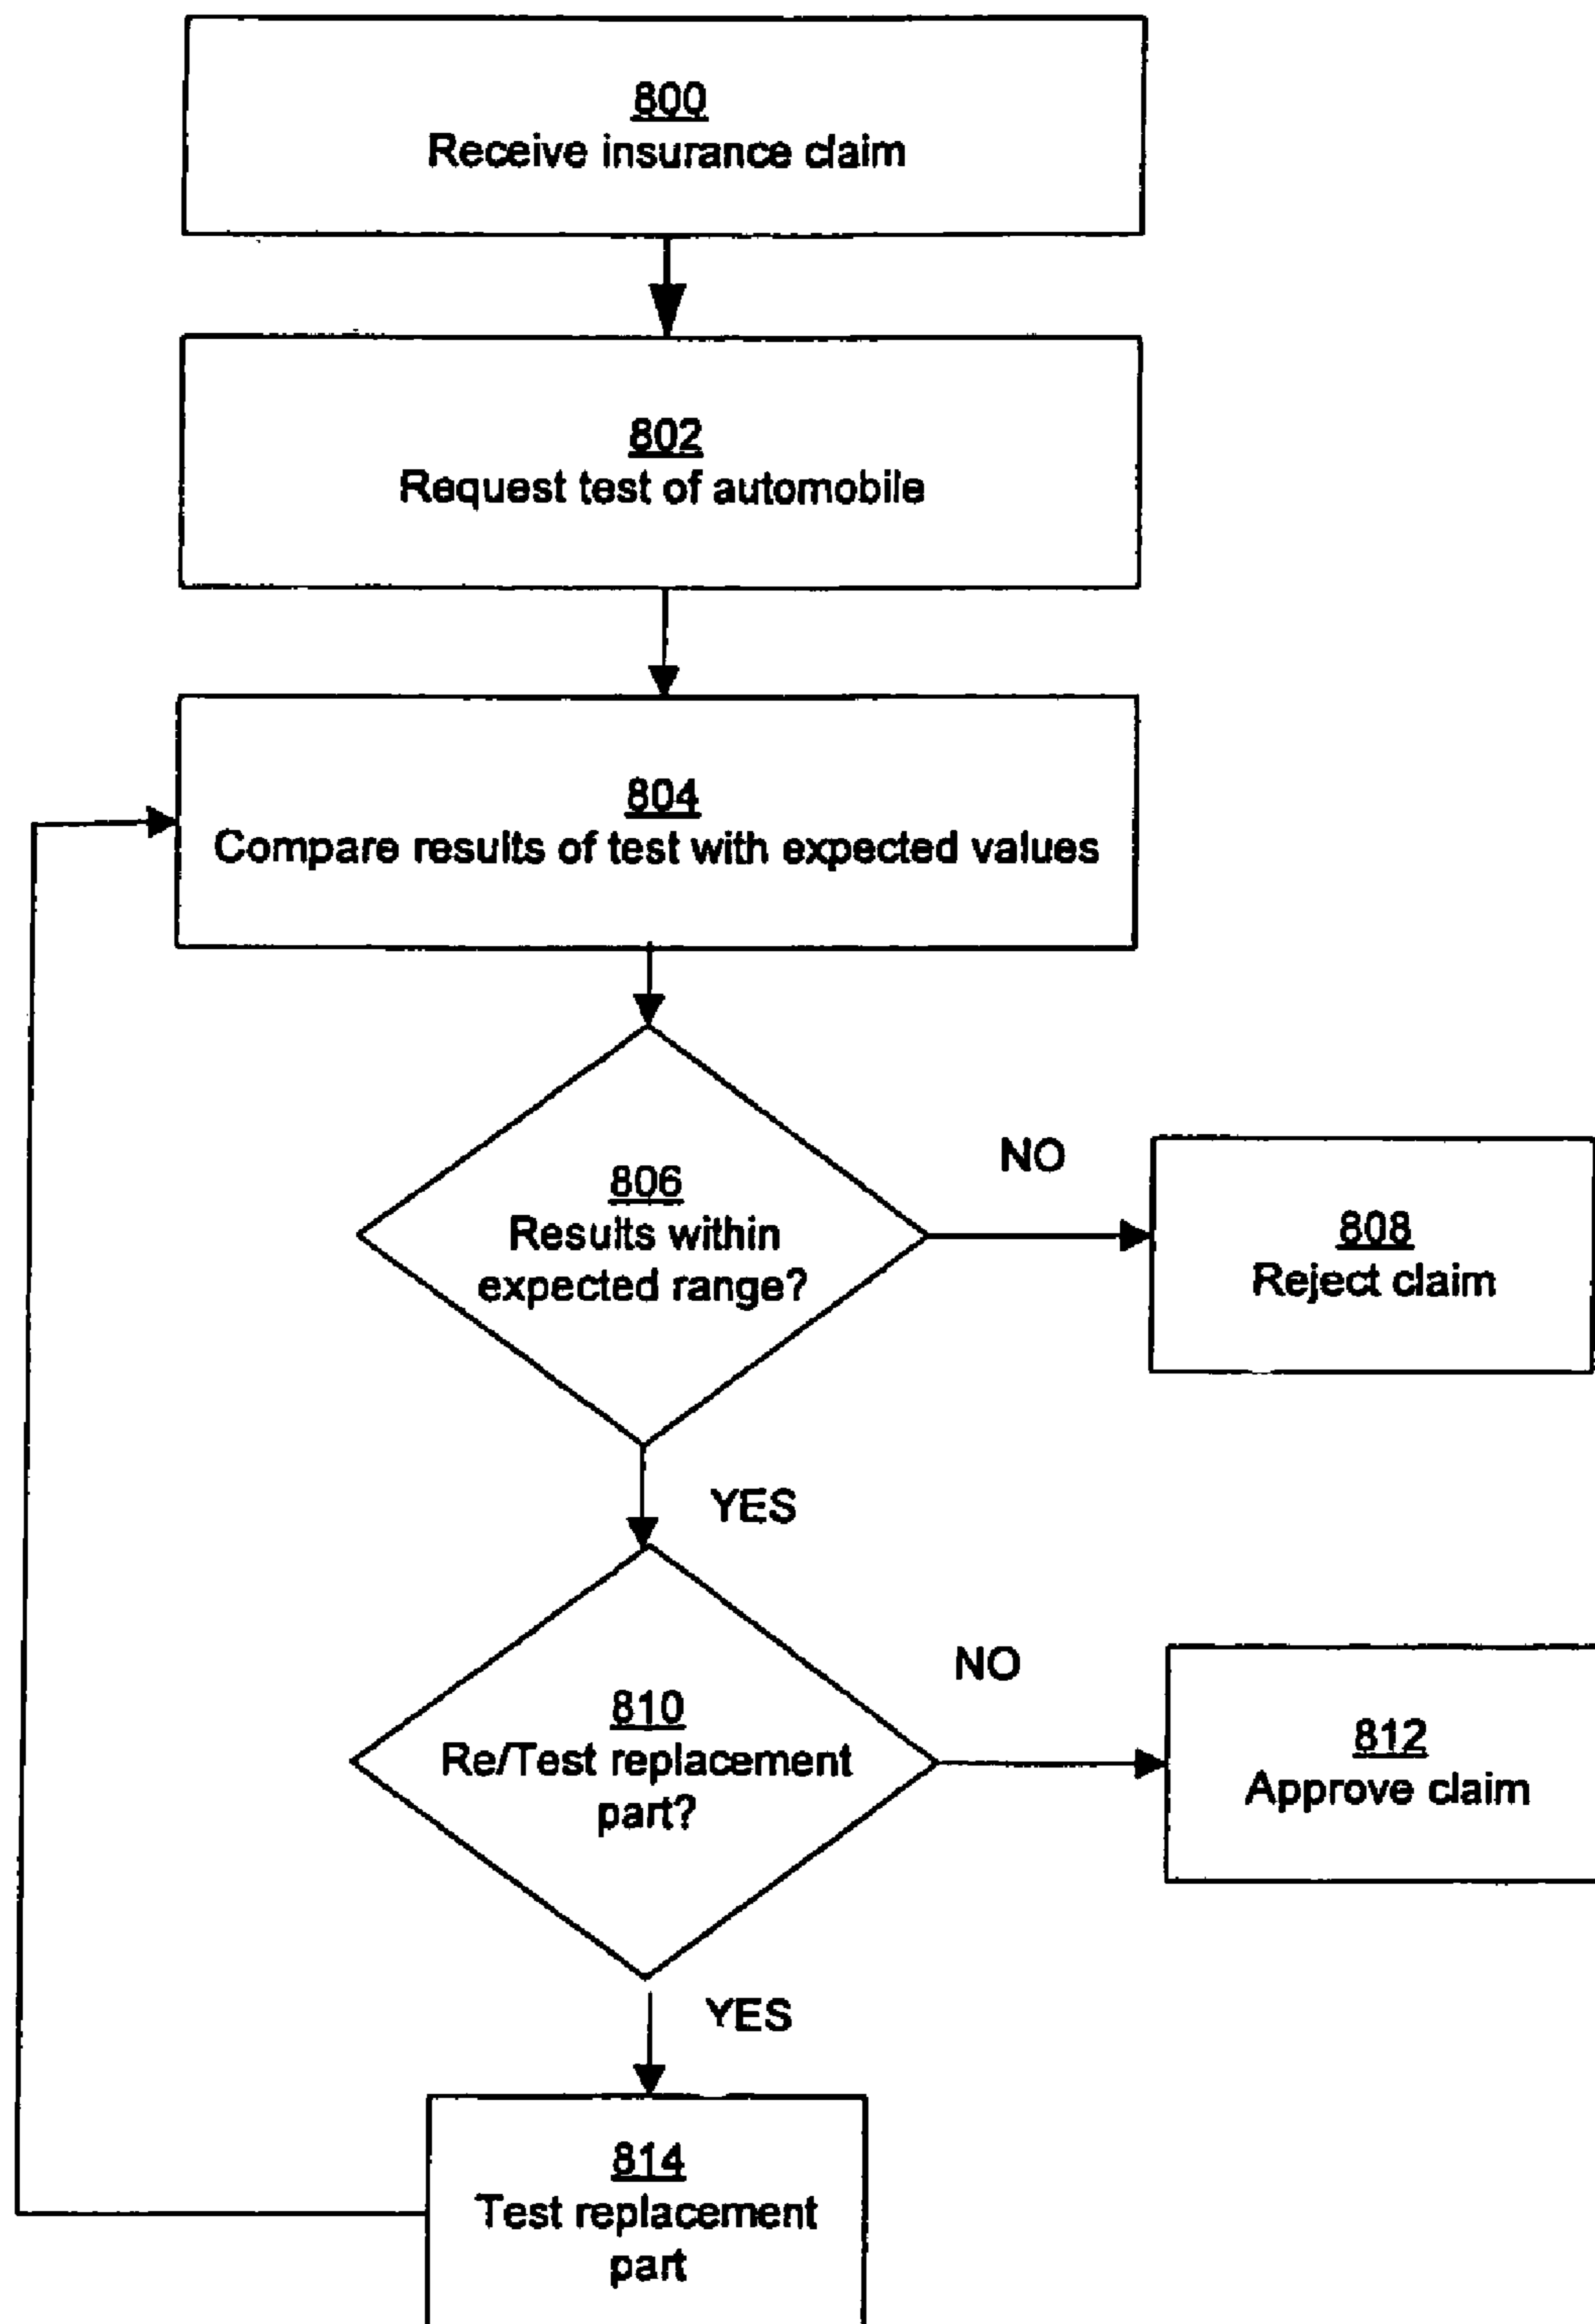 800
Receive insurance claim
802
Request test of automobile
804
Compare results of test with expected values
806
Results within
expected range?
NO
808
Reject claim
YES
810
Re/Test replacement
part?
NO
812
Approve claim
YES
814
Test replacement
part